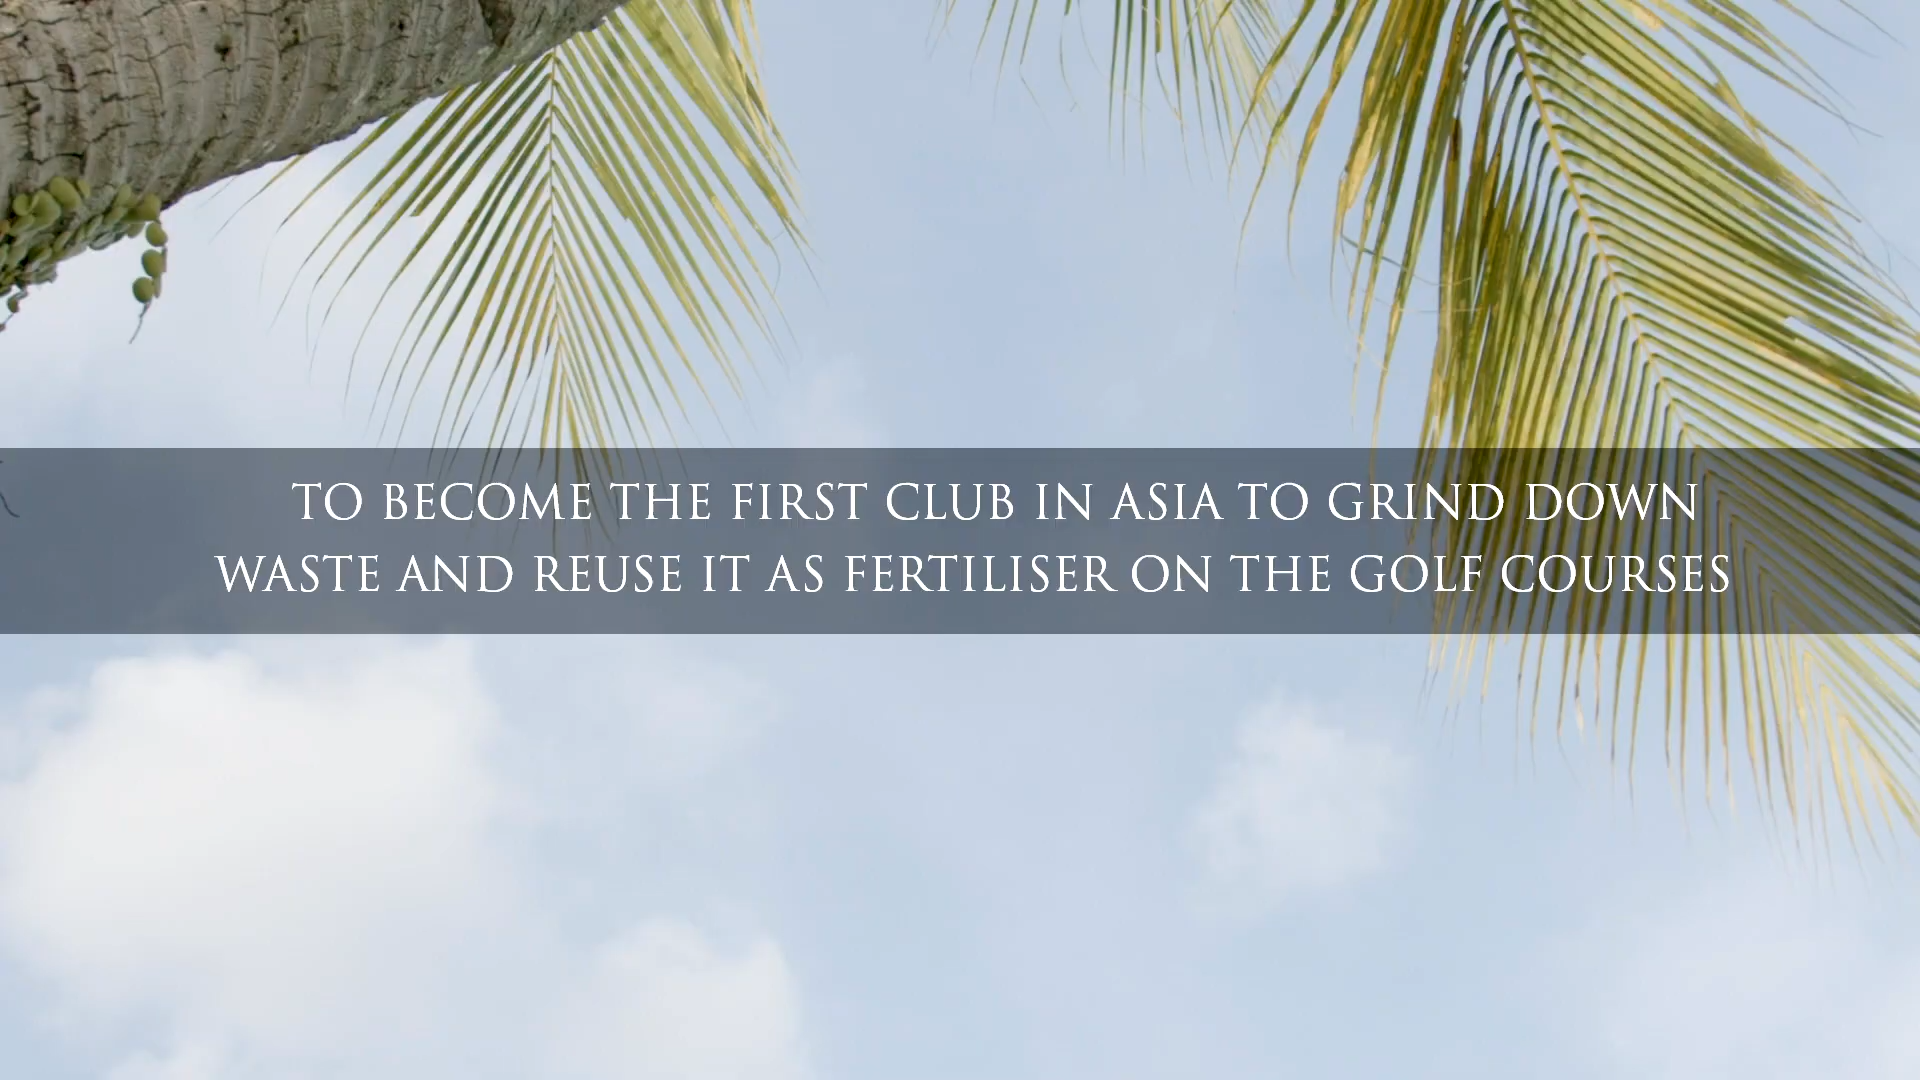 TO BECOME THE FIRST CLUB IN ASIA TO GRIND DOWN
WASTE AND REUSE IT AS FERTILISER ON THE GOLF COURSES